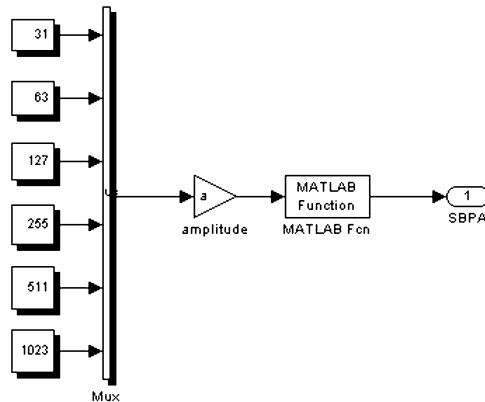 31
63
127
255
511
1023
Mux
a
amplitude
MATLAB
Function
MATLAB Fcn
1
SBPA